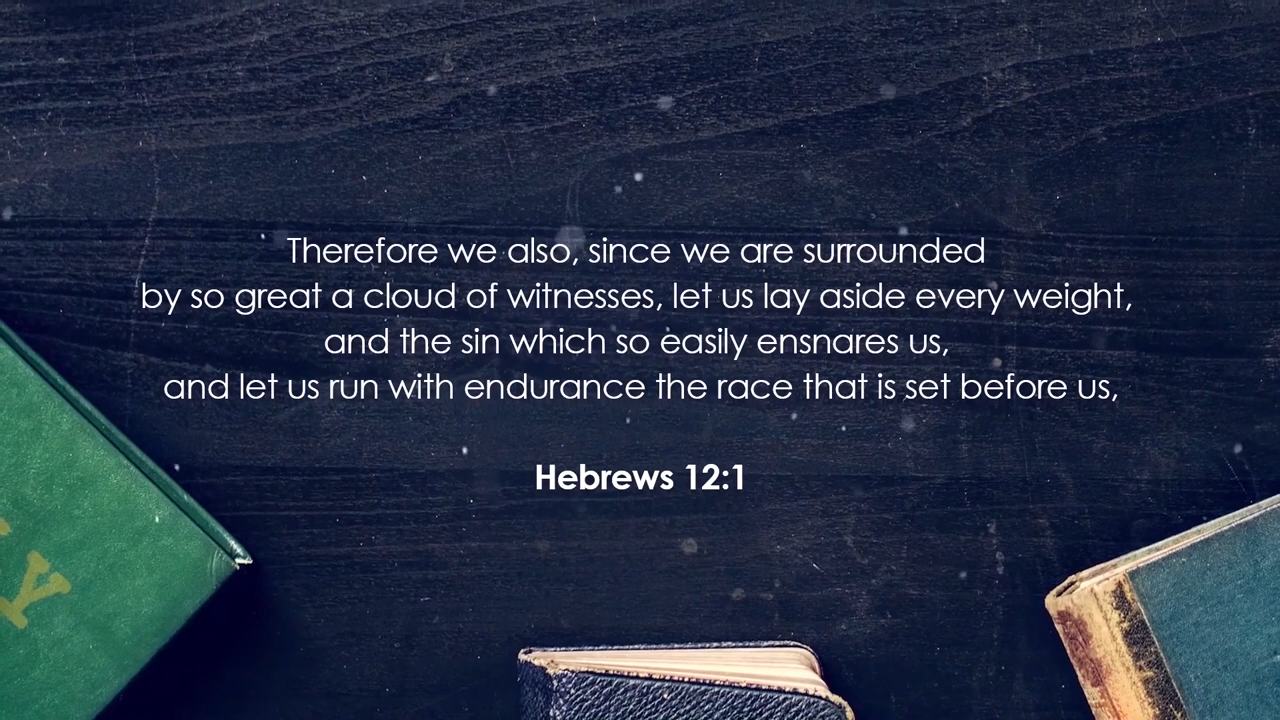 Therefore we also, since we are surrounded
by so great a cloud of witnesses, let us lay aside every weight,
and the sin which so easily ensnares us,
and let us run with endurance the race that is set before us,
Hebrews 12:1
y